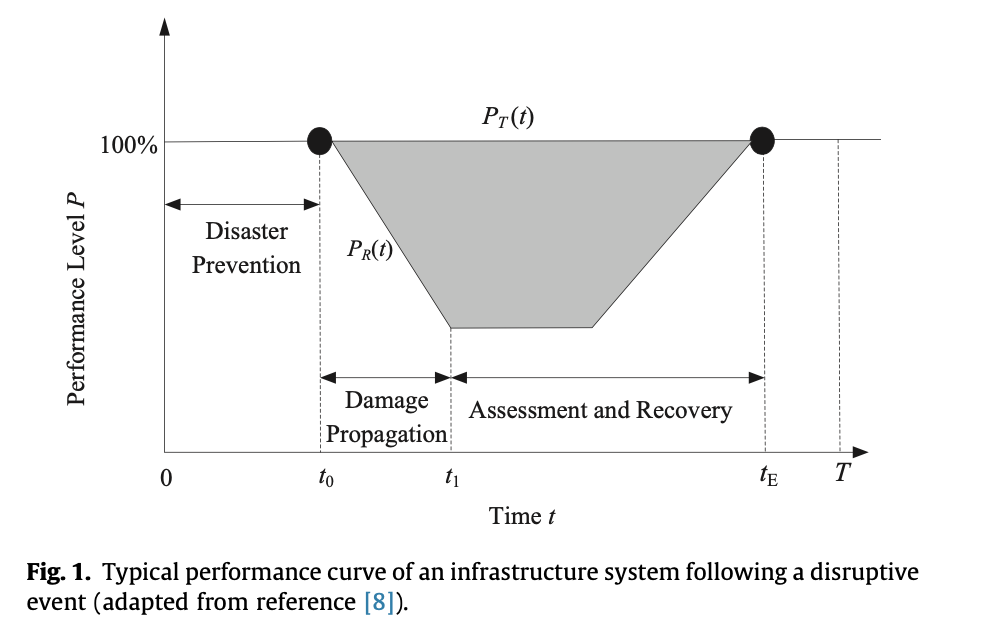 P_T(t)
100%
Performance Level P
Disaster
Prevention
P_R(t)
Damage
Propagation
Assessment and Recovery
0
t_0
t_1
t_E
T
Time t
Fig. 1. Typical performance curve of an infrastructure system following a disruptive
event (adapted from reference [8]).